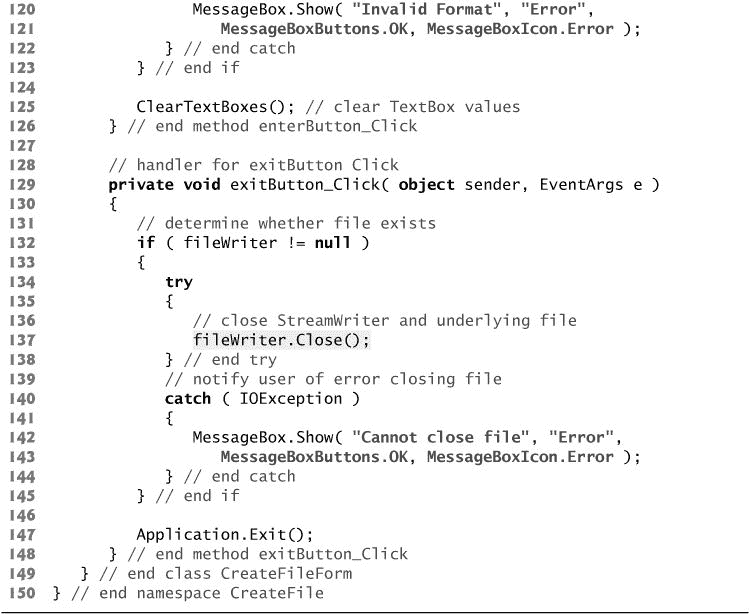 120 MessageBox.Show( "Invalid Format", "Error",
121 MessageBoxButtons.OK, MessageBoxIcon.Error );
122 } // end catch
123 } // end if
124
125 ClearTextBoxes(); // clear TextBox values
126 } // end method enterButton_Click
127
128 // handler for exitButton Click
129 private void exitButton_Click( object sender, EventArgs e )
130 {
131 // determine whether file exists
132 if ( fileWriter != null )
133 {
134 try
135 {
136 // close StreamWriter and underlying file
137 fileWriter.Close();
138 } // end try
139 // notify user of error closing file
140 catch ( IOException )
141 {
142 MessageBox.Show( "Cannot close file", "Error",
143 MessageBoxButtons.OK, MessageBoxIcon.Error );
144 } // end catch
145 } // end if
146
147 Application.Exit();
148 } // end method exitButton_Click
149 } // end class CreateFileForm
150 } // end namespace CreateFile